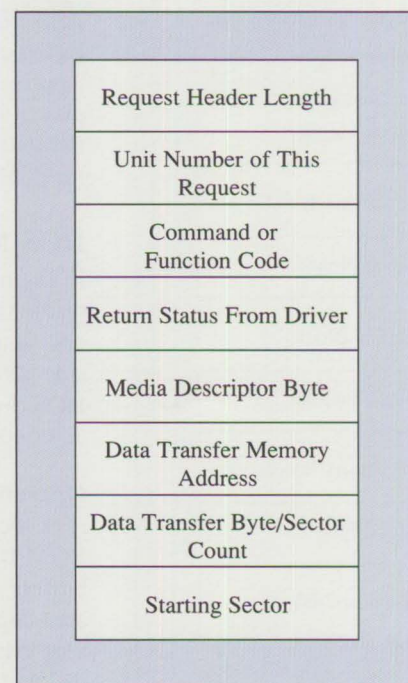 Request Header Length
Unit Number of This
Request
Command or
Function Code
Return Status From Driver
Media Descriptor Byte
Data Transfer Memory
Address
Data Transfer Byte/Sector
Count
Starting Sector